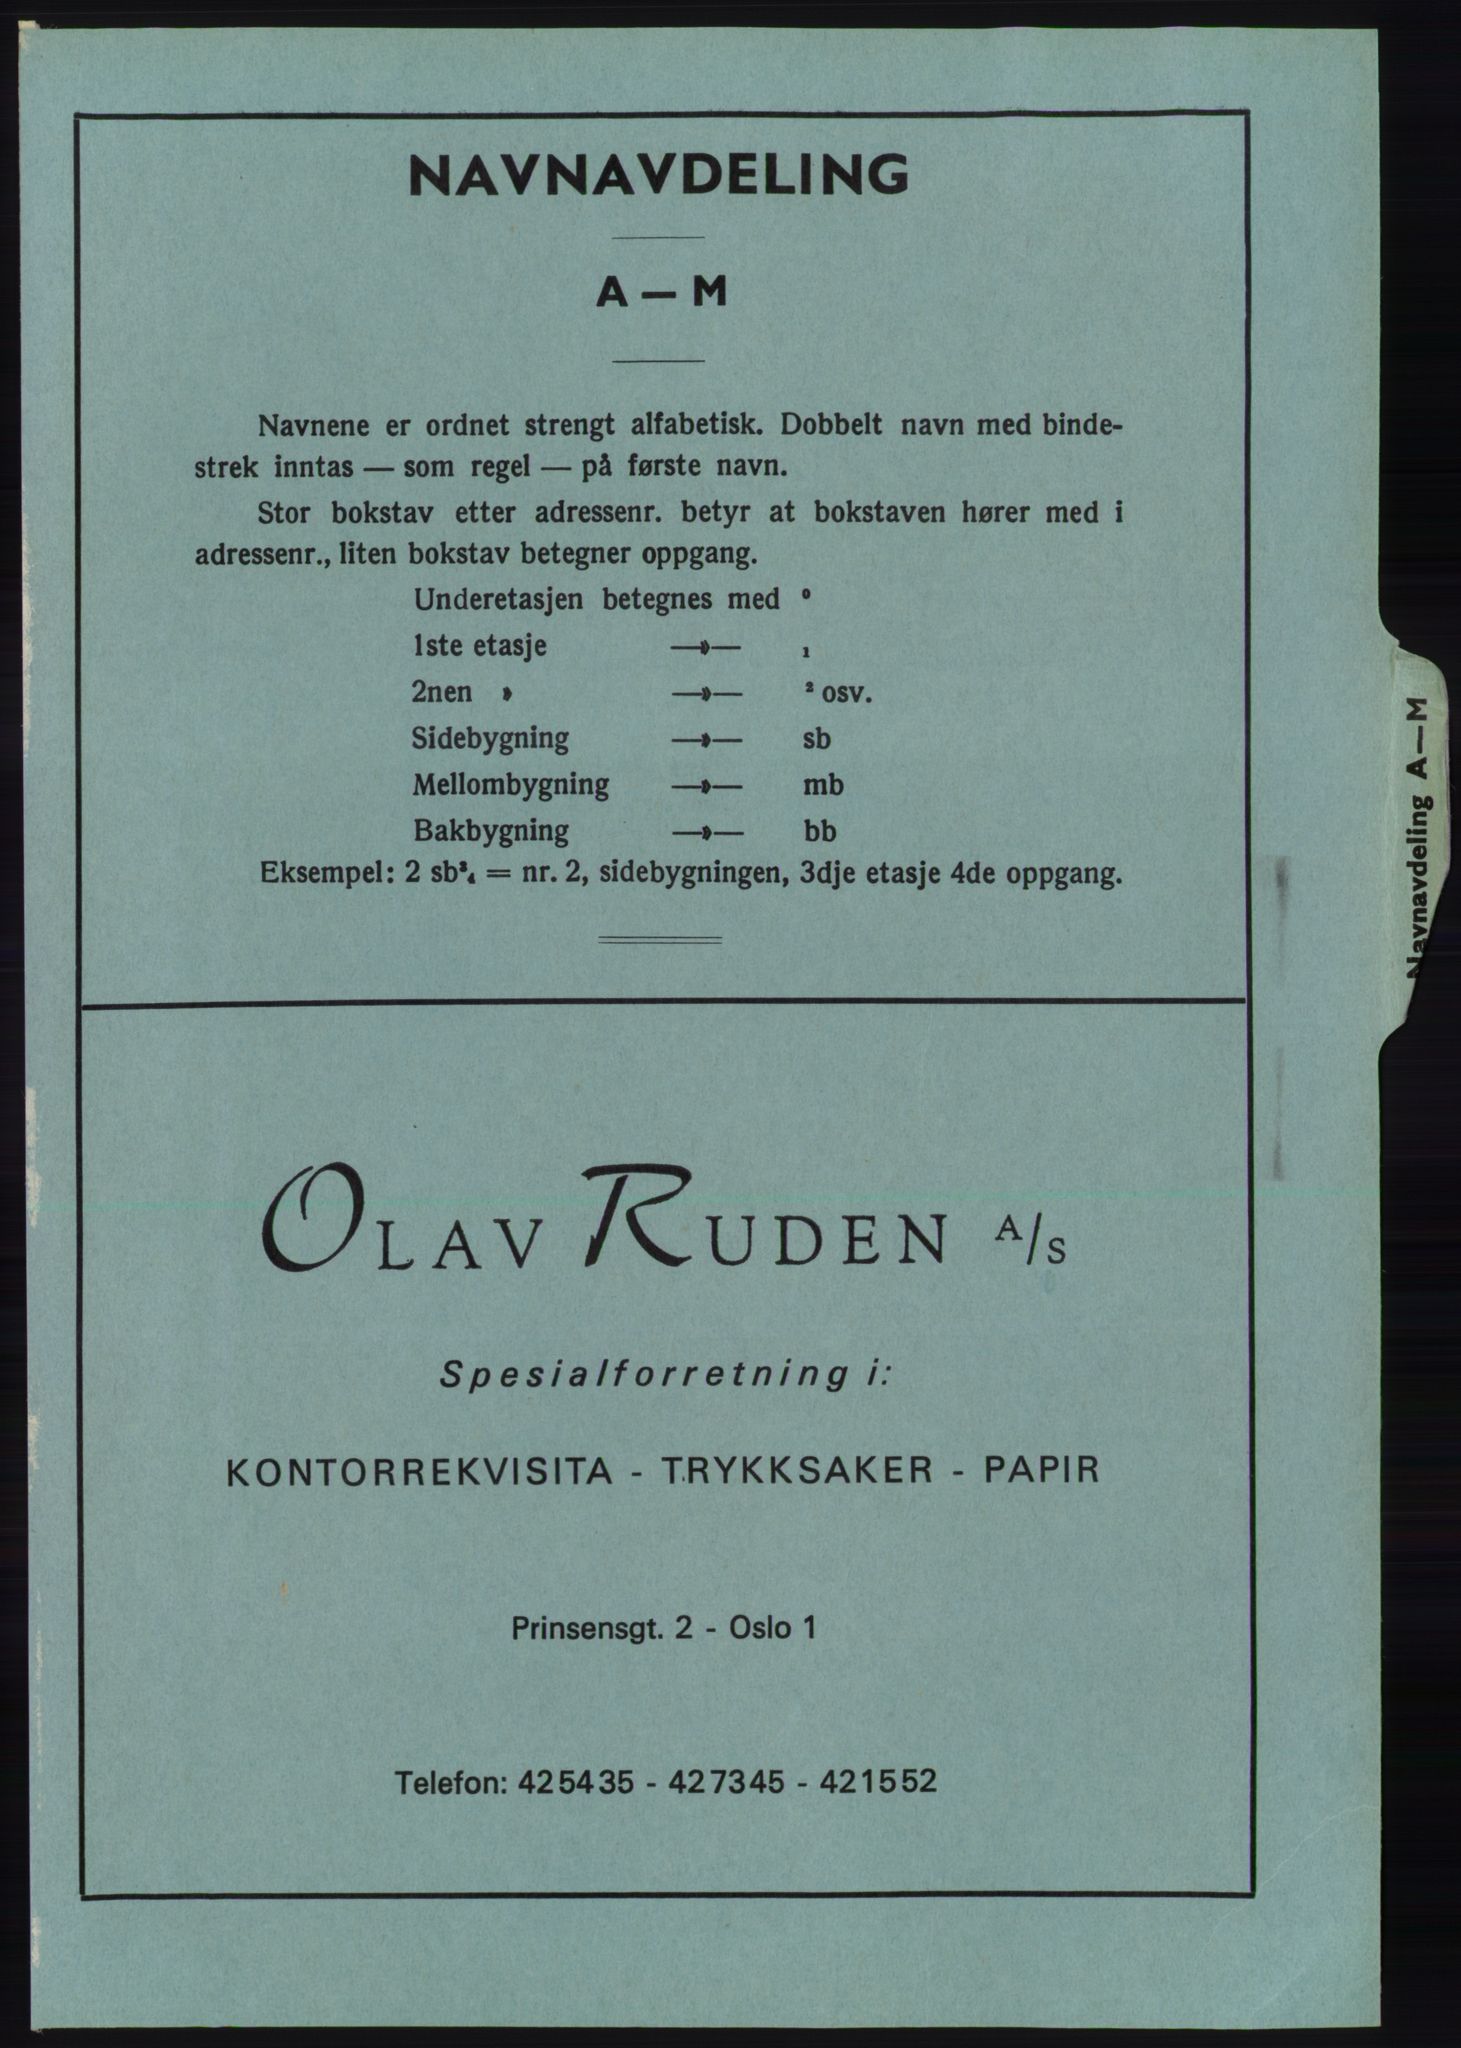 NAVNAVDELING
A — M
Navnene er ordnet strengt alfabetisk. Dobbelt navn med binde-
strek inntas — som regel — på første navn.
Stor bokstav etter adressenr. betyr at bokstaven hører med i
adressenr., liten bokstav betegner oppgang.
Underetasjen betegnes med ⁰
1ste etasje —»— ₁
2nen » —»— ² osv.
Sidebygning —»— sb
Mellombygning —»— mb
Bakbygning —»— bb
Eksempel: 2 sb³₄ = nr. 2, sidebygningen, 3dje etasje 4de oppgang.
Navnavdeling A—M
OLAV RUDEN A/S
Spesialforretning i:
KONTORREKVISITA - TRYKKSAKER - PAPIR
Prinsensgt. 2 - Oslo 1
Telefon: 425435 - 427345 - 421552